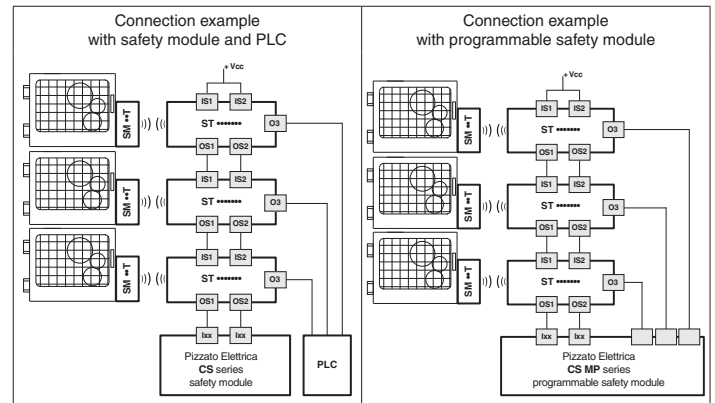 Connection example
with safety module and PLC
+ Vcc
IS1 IS2
SM ••T
ST •••••••
O3
OS1 OS2
IS1 IS2
SM ••T
ST •••••••
O3
OS1 OS2
IS1 IS2
SM ••T
ST •••••••
O3
OS1 OS2
Ixx Ixx
Pizzato Elettrica
CS series
safety module
PLC
Connection example
with programmable safety module
+ Vcc
IS1 IS2
SM ••T
ST •••••••
O3
OS1 OS2
IS1 IS2
SM ••T
ST •••••••
O3
OS1 OS2
IS1 IS2
SM ••T
ST •••••••
O3
OS1 OS2
Ixx Ixx
Pizzato Elettrica
CS MP series
programmable safety module